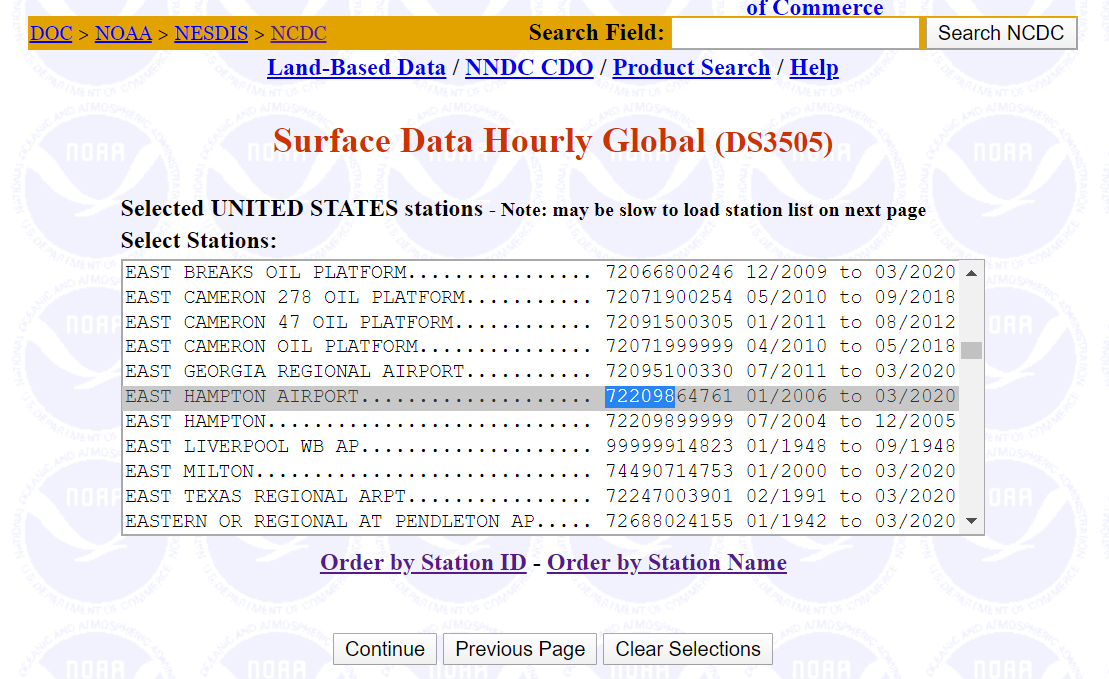 of Commerce
DOC > NOAA > NESDIS > NCDC Search Field: Search NCDC
Land-Based Data / NNDC CDO / Product Search / Help
Surface Data Hourly Global (DS3505)
Selected UNITED STATES stations - Note: may be slow to load station list on next page
Select Stations:
EAST BREAKS OIL PLATFORM................ 72066800246 12/2009 to 03/2020
EAST CAMERON 278 OIL PLATFORM........... 72071900254 05/2010 to 09/2018
EAST CAMERON 47 OIL PLATFORM............ 72091500305 01/2011 to 08/2012
EAST CAMERON OIL PLATFORM............... 72071999999 04/2010 to 05/2018
EAST GEORGIA REGIONAL AIRPORT........... 72095100330 07/2011 to 03/2020
EAST HAMPTON AIRPORT.................... 72209864761 01/2006 to 03/2020
EAST HAMPTON............................ 72209899999 07/2004 to 12/2005
EAST LIVERPOOL WB AP.................... 99999914823 01/1948 to 09/1948
EAST MILTON............................. 74490714753 01/2000 to 03/2020
EAST TEXAS REGIONAL ARPT................ 72247003901 02/1991 to 03/2020
EASTERN OR REGIONAL AT PENDLETON AP..... 72688024155 01/1942 to 03/2020
Order by Station ID - Order by Station Name
Continue Previous Page Clear Selections